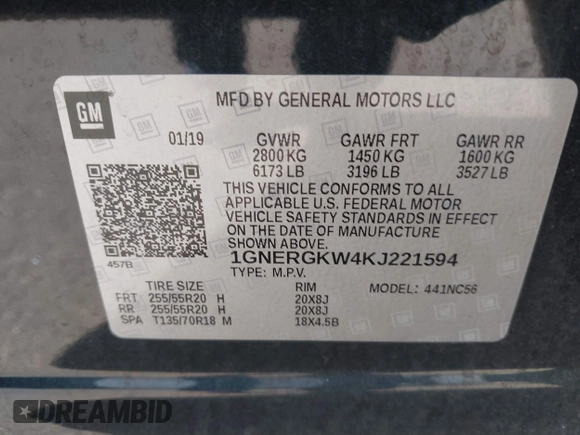 GM
MFD BY GENERAL MOTORS LLC
01/19 GVWR GAWR FRT GAWR RR
2800 KG 1450 KG 1600 KG
6173 LB 3196 LB 3527 LB
THIS VEHICLE CONFORMS TO ALL
APPLICABLE U.S. FEDERAL MOTOR
VEHICLE SAFETY STANDARDS IN EFFECT
ON THE DATE OF MANUFACTURE
SHOWN ABOVE.
457B
1GNERGKW4KJ221594
TYPE: M.P.V. MODEL: 441NC56
TIRE SIZE RIM
FRT 255/55R20 H 20X8J
RR 255/55R20 H 20X8J
SPA T135/70R18 M 18X4.5B
DREAMBID